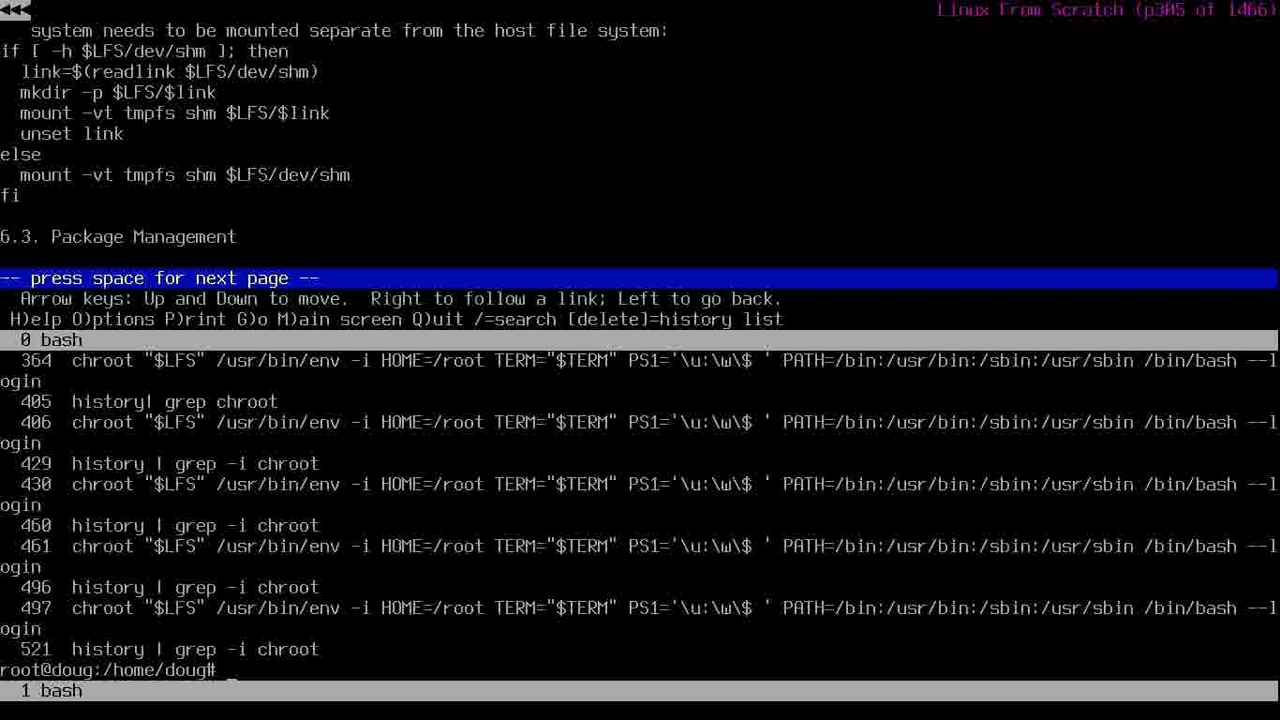 <<<
Linux From Scratch (p305 of 1466)
system needs to be mounted separate from the host file system:
if [ -h $LFS/dev/shm ]; then
  link=$(readlink $LFS/dev/shm)
  mkdir -p $LFS/$link
  mount -vt tmpfs shm $LFS/$link
  unset link
else
  mount -vt tmpfs shm $LFS/dev/shm
fi
6.3. Package Management
-- press space for next page --
  Arrow keys: Up and Down to move.  Right to follow a link; Left to go back.
 H)elp O)ptions P)rint G)o M)ain screen Q)uit /=search [delete]=history list
  0 bash
  364  chroot "$LFS" /usr/bin/env -i HOME=/root TERM="$TERM" PS1='\u:\w\$ ' PATH=/bin:/usr/bin:/sbin:/usr/sbin /bin/bash --l
ogin
  405  history| grep chroot
  406  chroot "$LFS" /usr/bin/env -i HOME=/root TERM="$TERM" PS1='\u:\w\$ ' PATH=/bin:/usr/bin:/sbin:/usr/sbin /bin/bash --l
ogin
  429  history | grep -i chroot
  430  chroot "$LFS" /usr/bin/env -i HOME=/root TERM="$TERM" PS1='\u:\w\$ ' PATH=/bin:/usr/bin:/sbin:/usr/sbin /bin/bash --l
ogin
  460  history | grep -i chroot
  461  chroot "$LFS" /usr/bin/env -i HOME=/root TERM="$TERM" PS1='\u:\w\$ ' PATH=/bin:/usr/bin:/sbin:/usr/sbin /bin/bash --l
ogin
  496  history | grep -i chroot
  497  chroot "$LFS" /usr/bin/env -i HOME=/root TERM="$TERM" PS1='\u:\w\$ ' PATH=/bin:/usr/bin:/sbin:/usr/sbin /bin/bash --l
ogin
  521  history | grep -i chroot
root@doug:/home/doug# _
  1 bash